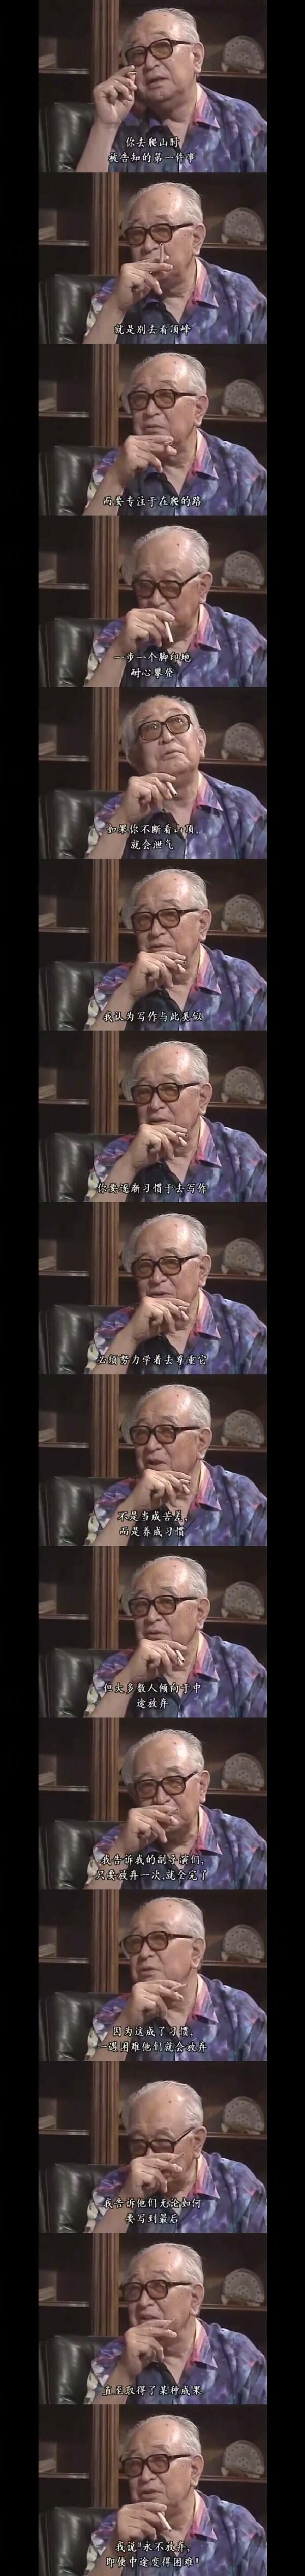 你去爬山时
被告知的第一件事
就是别去看顶峰
而要专注于在爬的路
一步一个脚印地
耐心攀登
如果你不断看山顶,
就会泄气
我认为写作与此类似
你要逐渐习惯于去写作
必须努力学着去尊重它
不是当成苦差,
而是养成习惯
但大多数人倾向于中
途放弃
我告诉我的副导演们,
只要放弃一次,就全完了
因为这成了习惯,
一遇困难他们就会放弃
我告诉他们无论如何
要写到最后
直至取得了某种成果
我说"永不放弃,
即使中途变得困难!